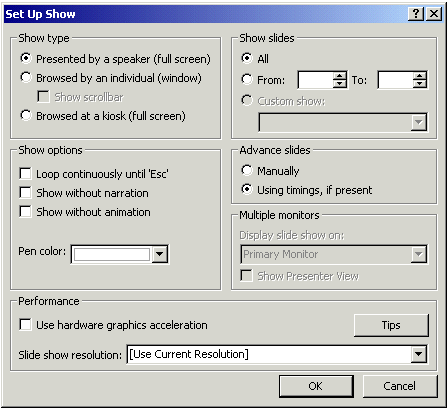 Set Up Show
Show type
Presented by a speaker (full screen)
Browsed by an individual (window)
Show scrollbar
Browsed at a kiosk (full screen)
Show slides
All
From: To:
Custom show:
Show options
Loop continuously until 'Esc'
Show without narration
Show without animation
Pen color:
Advance slides
Manually
Using timings, if present
Multiple monitors
Display slide show on:
Primary Monitor
Show Presenter View
Performance
Use hardware graphics acceleration
Tips
Slide show resolution: [Use Current Resolution]
OK Cancel